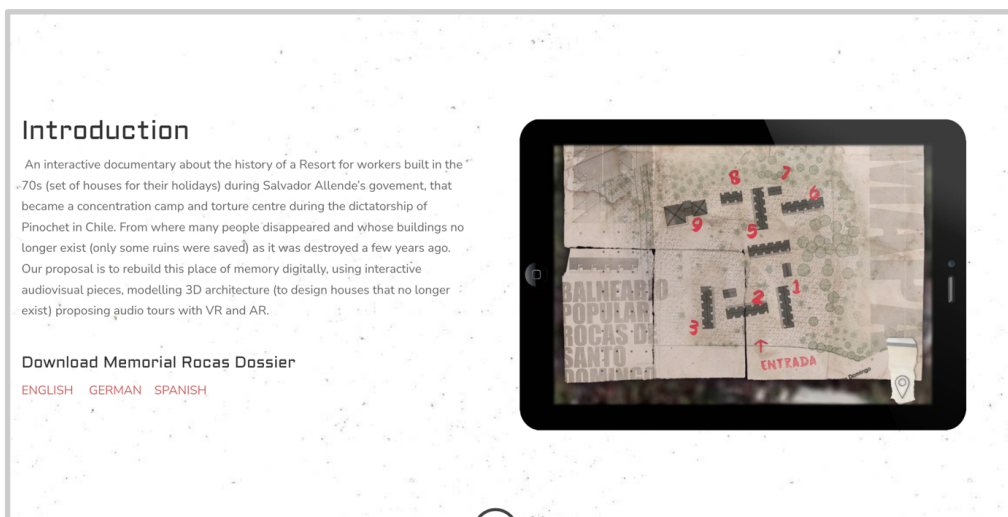 Introduction
An interactive documentary about the history of a Resort for workers built in the
70s (set of houses for their holidays) during Salvador Allende's govement, that
became a concentration camp and torture centre during the dictatorship of
Pinochet in Chile. From where many people disappeared and whose buildings no
longer exist (only some ruins were saved) as it was destroyed a few years ago.
Our proposal is to rebuild this place of memory digitally, using interactive
audiovisual pieces, modelling 3D architecture (to design houses that no longer
exist) proposing audio tours with VR and AR.
Download Memorial Rocas Dossier
ENGLISH GERMAN SPANISH
8
7
6
9
5
1
2
3
BALNEARIO
POPULAR
ROCAS DE
SANTO
DOMINGO
ENTRADA
Domingo